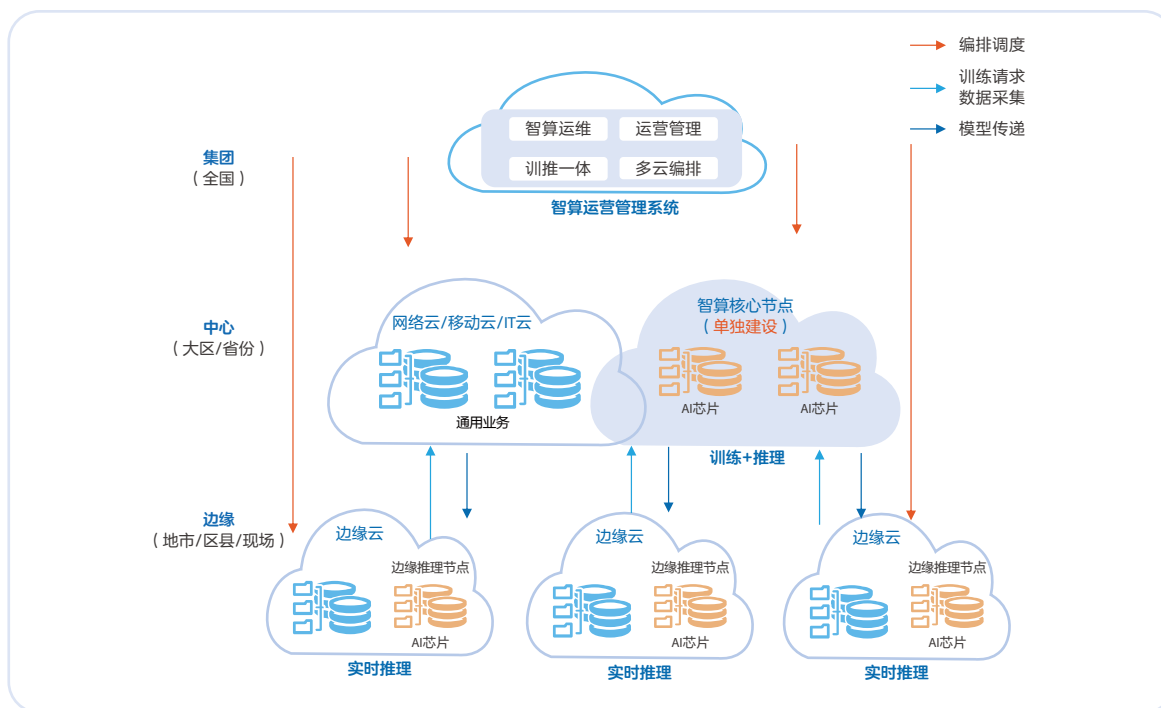 编排调度
训练请求
数据采集
模型传递
智算运维
运营管理
训推一体
多云编排
智算运营管理系统
集团
（全国）
中心
（大区/省份）
网络云/移动云/IT云
通用业务
智算核心节点
（单独建设）
AI芯片
AI芯片
训练+推理
边缘
（地市/区县/现场）
边缘云
边缘推理节点
AI芯片
实时推理
边缘云
边缘推理节点
AI芯片
实时推理
边缘云
边缘推理节点
AI芯片
实时推理